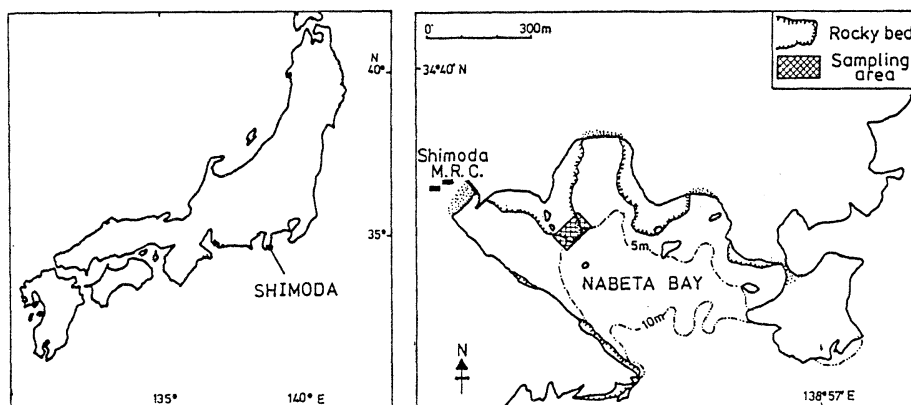 N
40°
35°
SHIMODA
135°
140° E
0'
300m
34°40' N
Rocky bed
Sampling
area
Shimoda
M. R. C.
5m
NABETA BAY
10m
N
138°57' E